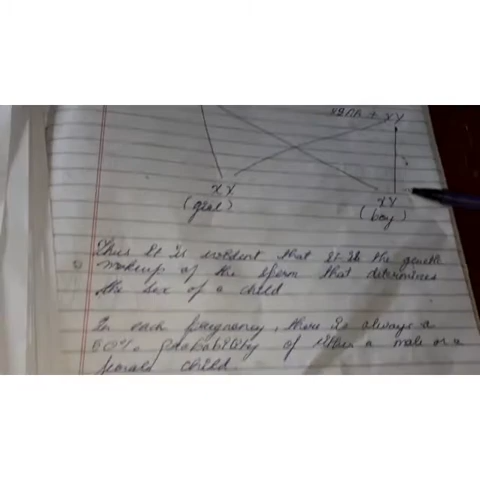 + XY
XX XY
(girl) (boy)
Thus it is evident that it is the genetic
makeup of the sperm that determines
the sex of a child
In each pregnancy, there is always a
50% probability of either a male or a
female child.